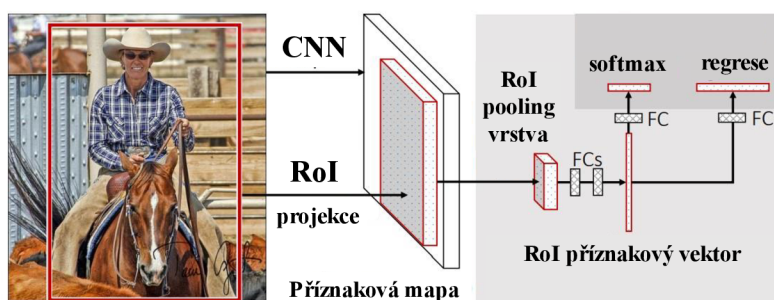 CNN
RoI
projekce
Příznaková mapa
RoI
pooling
vrstva
FCs
softmax
regrese
FC
FC
RoI příznakový vektor